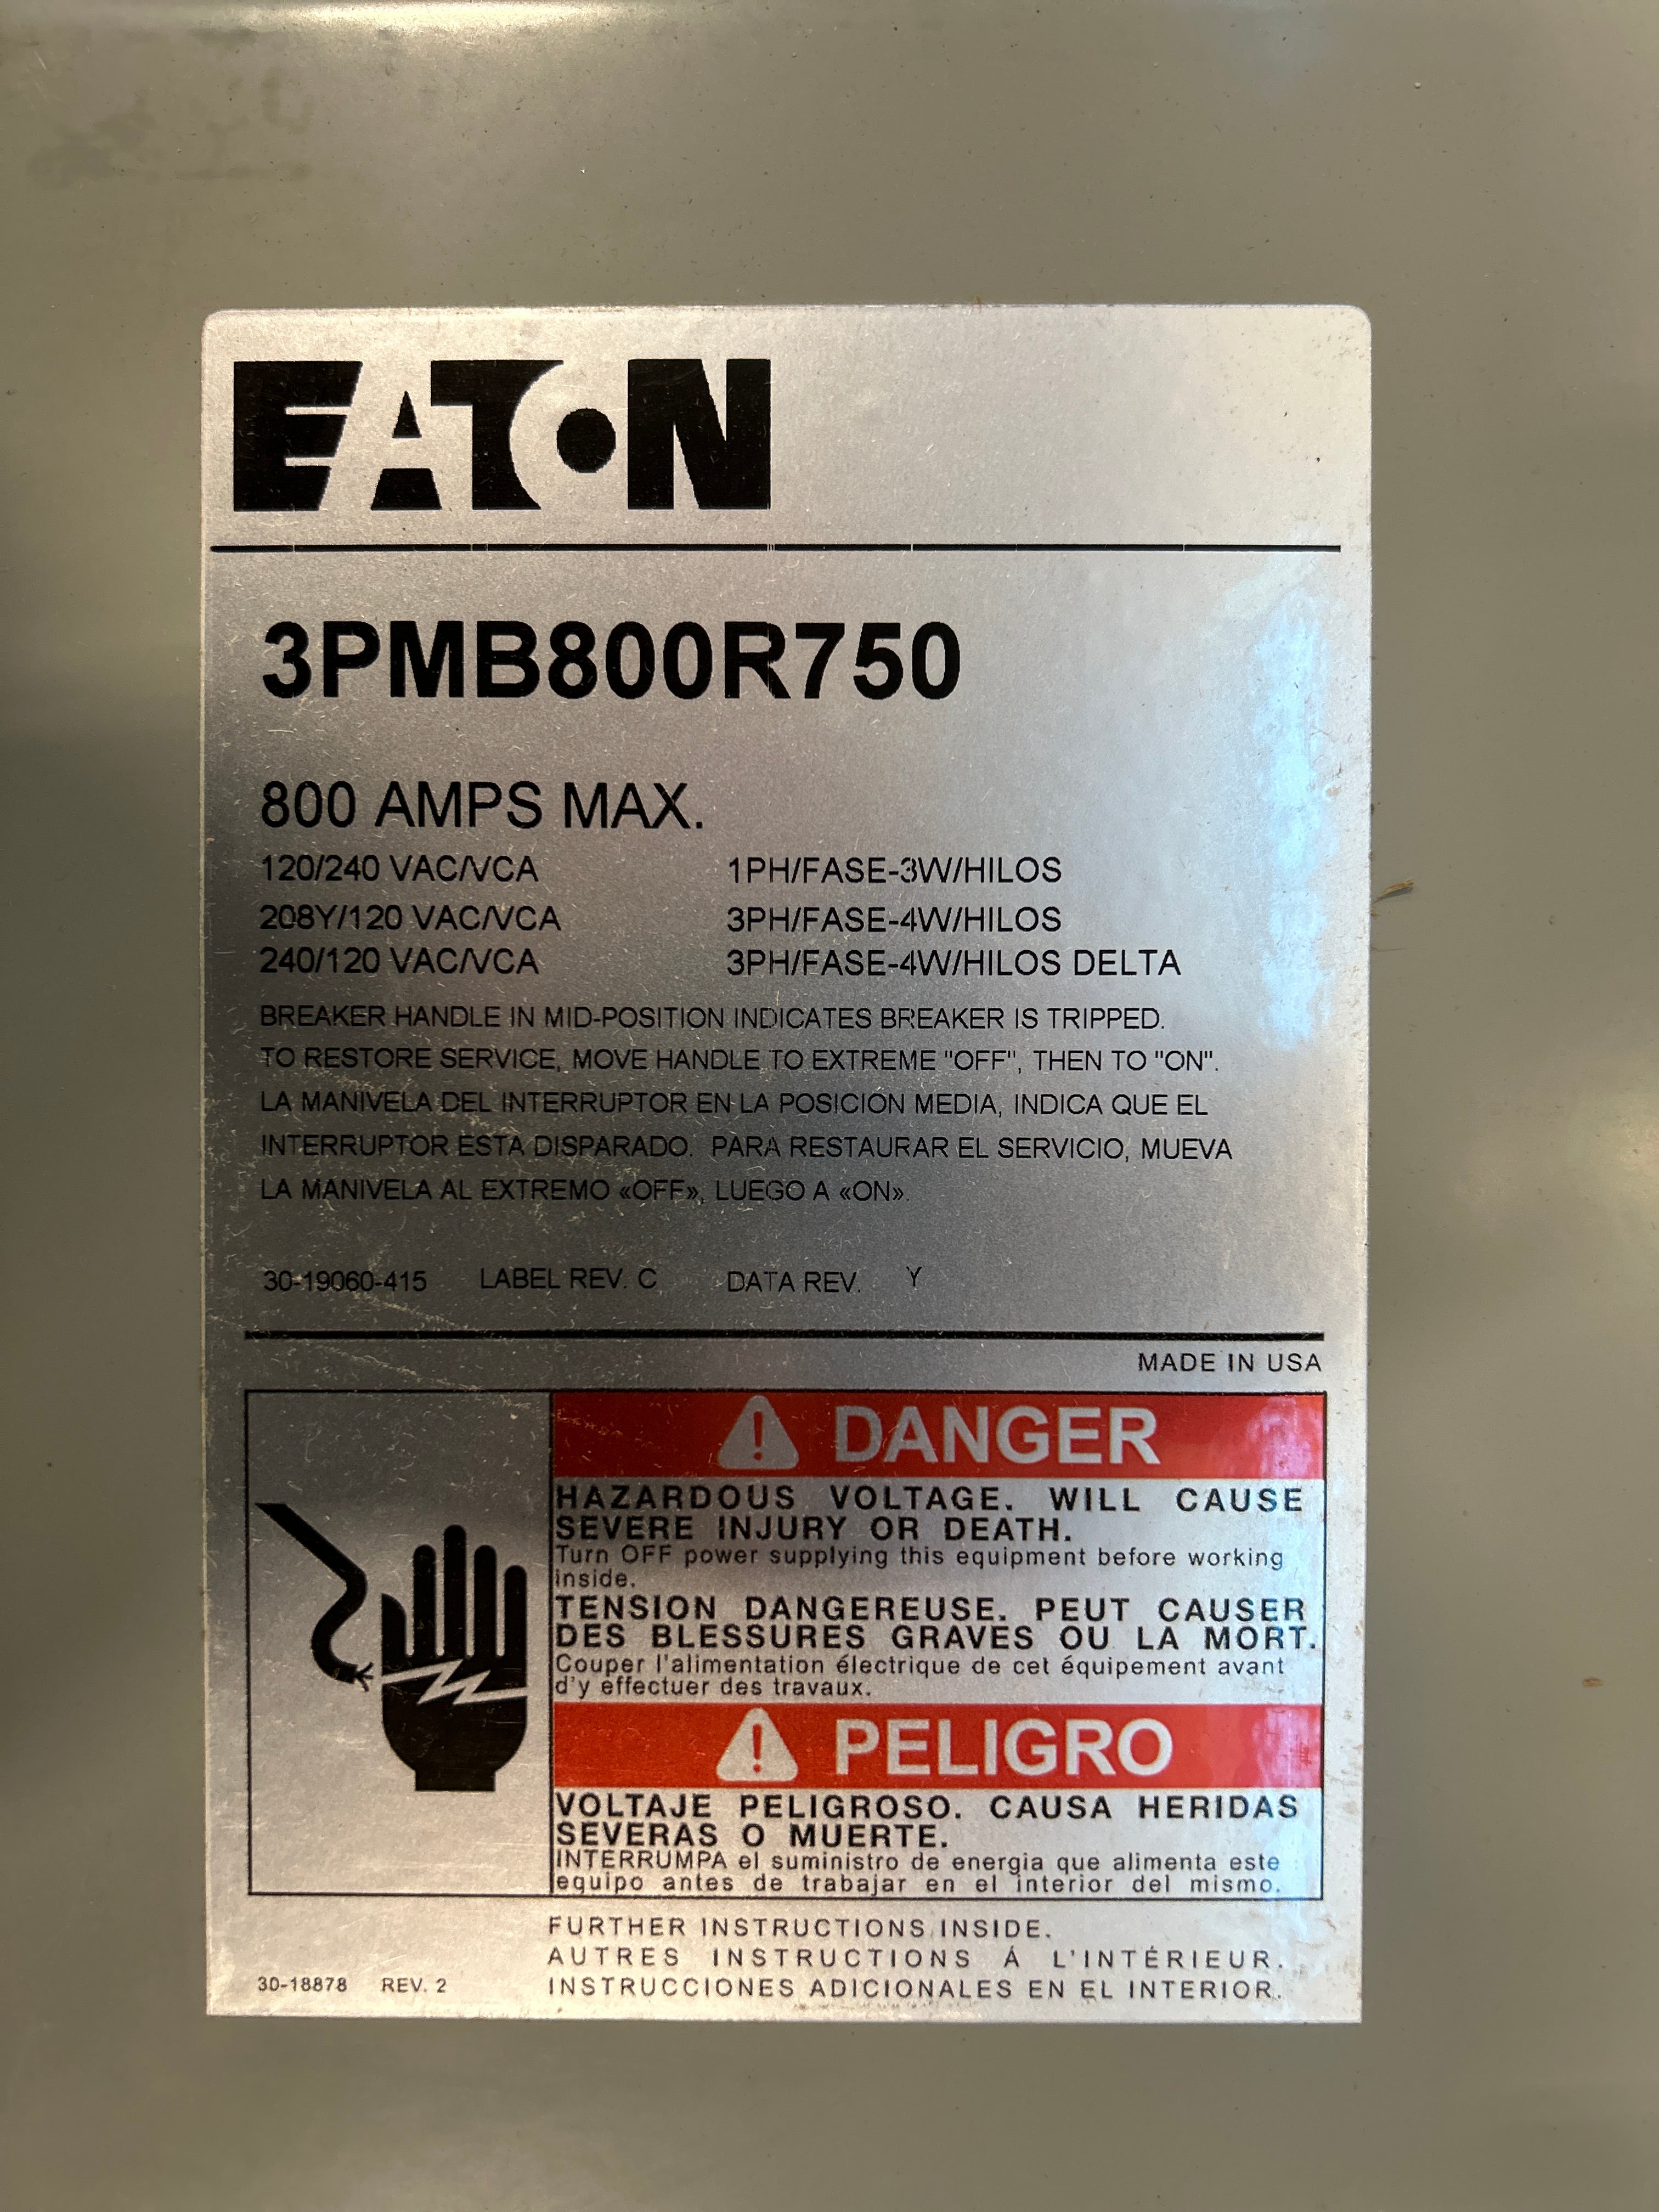 EATON
3PMB800R750
800 AMPS MAX.
120/240 VAC/VCA 1PH/FASE-3W/HILOS
208Y/120 VAC/VCA 3PH/FASE-4W/HILOS
240/120 VAC/VCA 3PH/FASE-4W/HILOS DELTA
BREAKER HANDLE IN MID-POSITION INDICATES BREAKER IS TRIPPED.
TO RESTORE SERVICE, MOVE HANDLE TO EXTREME "OFF", THEN TO "ON".
LA MANIVELA DEL INTERRUPTOR EN LA POSICIÓN MEDIA, INDICA QUE EL
INTERRUPTOR ESTA DISPARADO. PARA RESTAURAR EL SERVICIO, MUEVA
LA MANIVELA AL EXTREMO «OFF», LUEGO A «ON».
30-19060-415 LABEL REV. C DATA REV. Y
MADE IN USA
DANGER
HAZARDOUS VOLTAGE. WILL CAUSE
SEVERE INJURY OR DEATH.
Turn OFF power supplying this equipment before working
inside.
TENSION DANGEREUSE. PEUT CAUSER
DES BLESSURES GRAVES OU LA MORT.
Couper l'alimentation électrique de cet équipement avant
d'y effectuer des travaux.
PELIGRO
VOLTAJE PELIGROSO. CAUSA HERIDAS
SEVERAS O MUERTE.
INTERRUMPA el suministro de energia que alimenta este
equipo antes de trabajar en el interior del mismo.
FURTHER INSTRUCTIONS INSIDE.
AUTRES INSTRUCTIONS Á L'INTÉRIEUR.
30-18878 REV. 2 INSTRUCCIONES ADICIONALES EN EL INTERIOR.